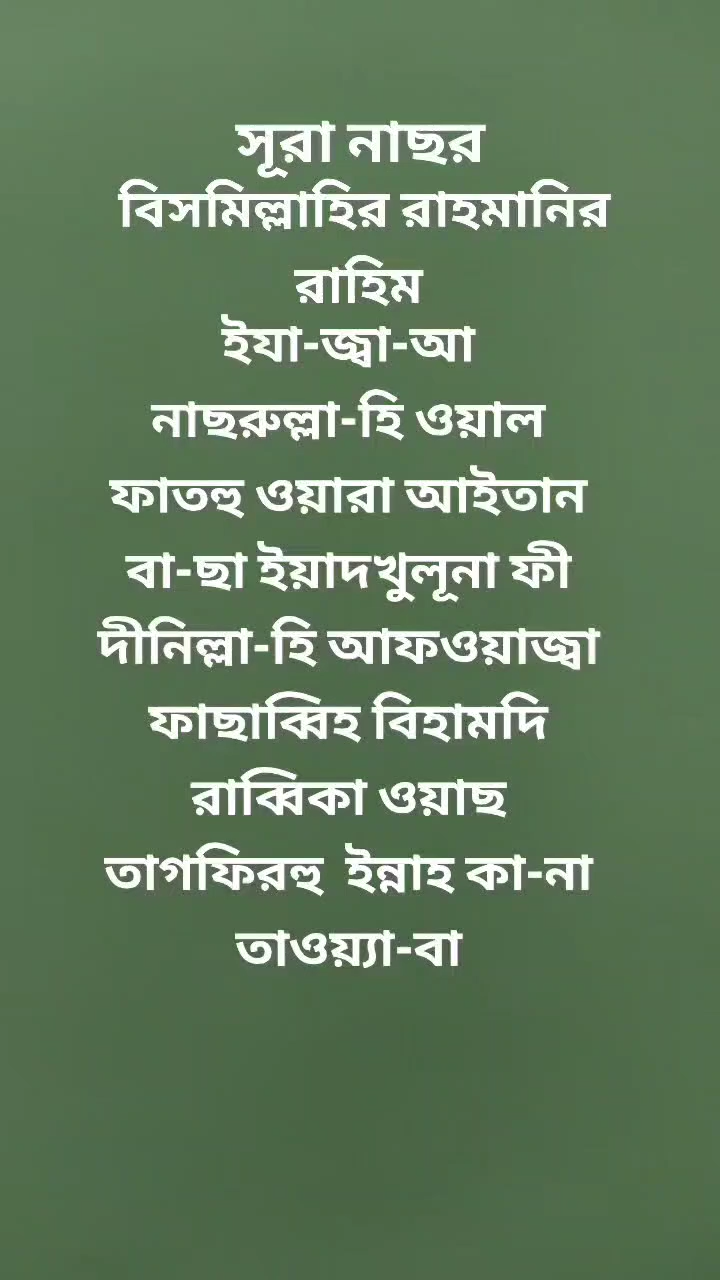 সূরা নাছর
বিসমিল্লাহির রাহমানির
রাহিম
ইযা-জ্বা-আ
নাছরুল্লা-হি ওয়াল
ফাতহু ওয়ারা আইতান
বা-ছা ইয়াদখুলূনা ফী
দীনিল্লা-হি আফওয়াজ্বা
ফাছাব্বিহ বিহামদি
রাব্বিকা ওয়াছ
তাগফিরহু  ইন্নাহ কা-না
তাওয়্যা-বা